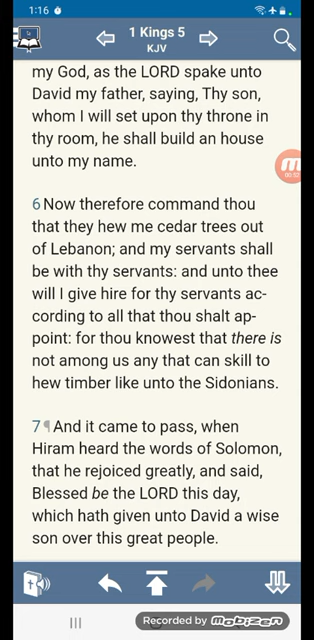 1:16
1 Kings 5
KJV
my God, as the LORD spake unto
David my father, saying, Thy son,
whom I will set upon thy throne in
thy room, he shall build an house
unto my name.
6 Now therefore command thou
that they hew me cedar trees out
of Lebanon; and my servants shall
be with thy servants: and unto thee
will I give hire for thy servants ac-
cording to all that thou shalt ap-
point: for thou knowest that there is
not among us any that can skill to
hew timber like unto the Sidonians.
7 ¶ And it came to pass, when
Hiram heard the words of Solomon,
that he rejoiced greatly, and said,
Blessed be the LORD this day,
which hath given unto David a wise
son over this great people.
Recorded by mobizen